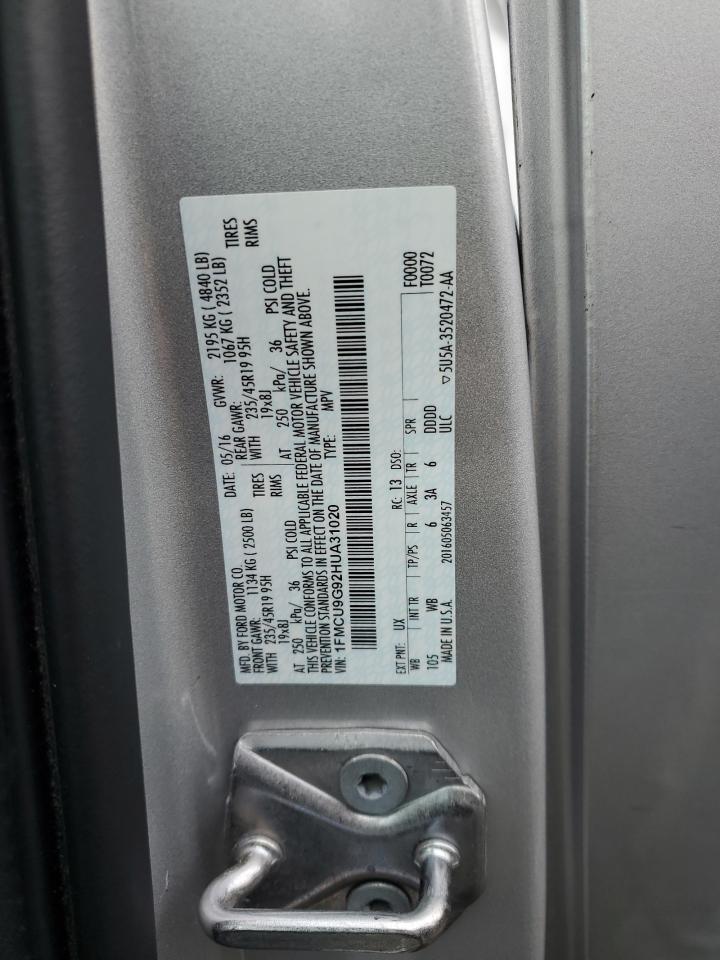 MFD. BY FORD MOTOR CO. DATE: 05/16 GVWR: 2195 KG ( 4840 LB)
FRONT GAWR: 1134 KG ( 2500 LB) REAR GAWR: 1067 KG ( 2352 LB)
WITH 235/45R19 95H TIRES WITH 235/45R19 95H TIRES
19x8J RIMS 19x8J RIMS
AT 250 kPa/ 36 PSI COLD AT 250 kPa/ 36 PSI COLD
THIS VEHICLE CONFORMS TO ALL APPLICABLE FEDERAL MOTOR VEHICLE SAFETY AND THEFT
PREVENTION STANDARDS IN EFFECT ON THE DATE OF MANUFACTURE SHOWN ABOVE.
VIN: 1FMCU9G92HUA31020 TYPE: MPV
EXT PNT: UX RC: 13 DSO: F0000
WB INT TR TP/PS R AXLE TR SPR T0072
105 WB 6 3A 6 DDDD
MADE IN U.S.A. 201605063457 ULC ▽5U5A-3520472-AA